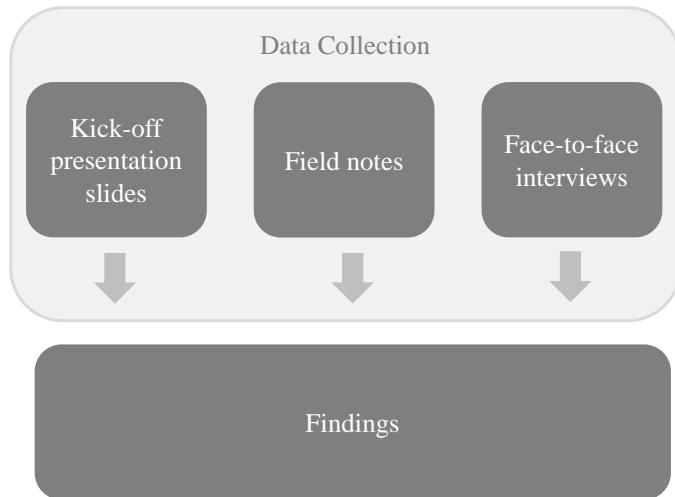 Data Collection
Kick-off
presentation
slides
Field notes
Face-to-face
interviews
Findings